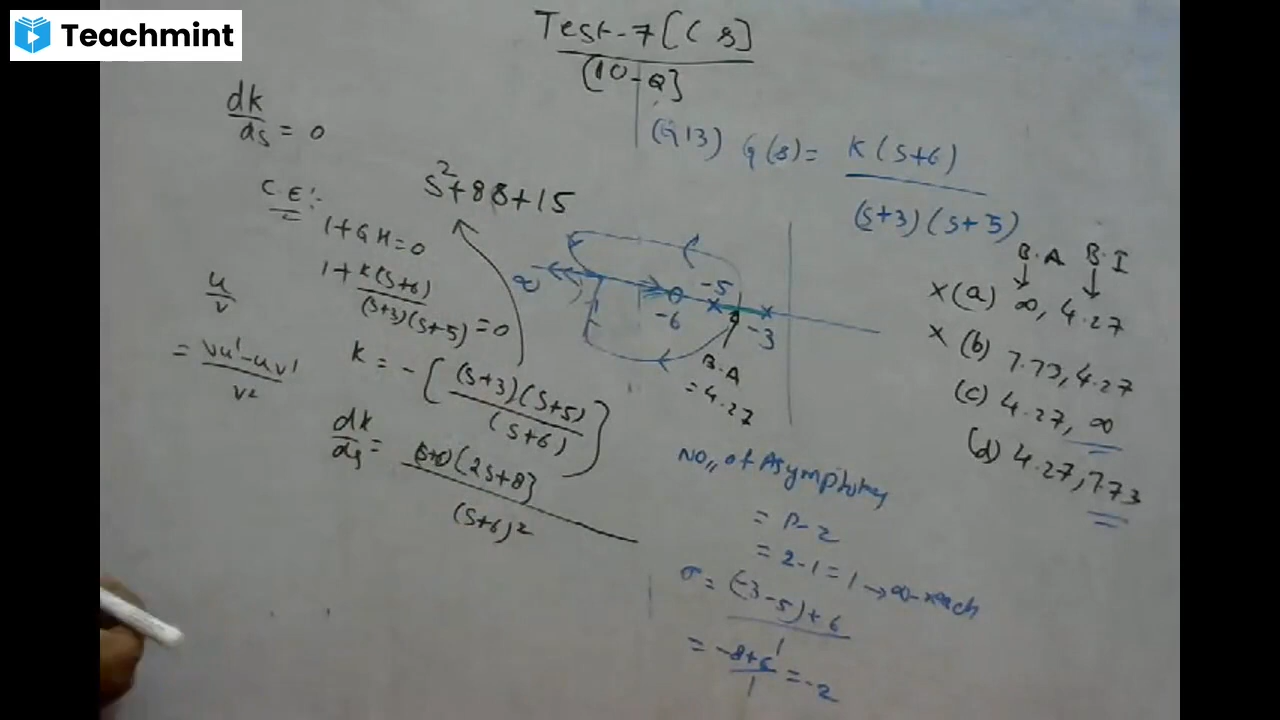 Teachmint
Test-7 [Cs]
(10-Q)
dk/ds = 0
G13) G(s) = K(s+6)
(s+3)(s+5)
C.E:-
s²+8s+15
1+GH=0
1+ K(s+6)
(s+3)(s+5) =0
u/v
= vu'-uv'
v²
K = -[(s+3)(s+5)
(s+6)]
dk/ds = (2s+8)
(s+6)²
∞
-6
-5
-3
B.A
=4.27
B.A B.I
×(a) ∞, 4.27
×(b) 7.73, 4.27
(c) 4.27, ∞
(d) 4.27, 7.73
No,, of Asymptotes
= P-z
= 2-1 = 1 → ∞-reach
σ = (-3-5)+6
1
= -8+6
1 = -2